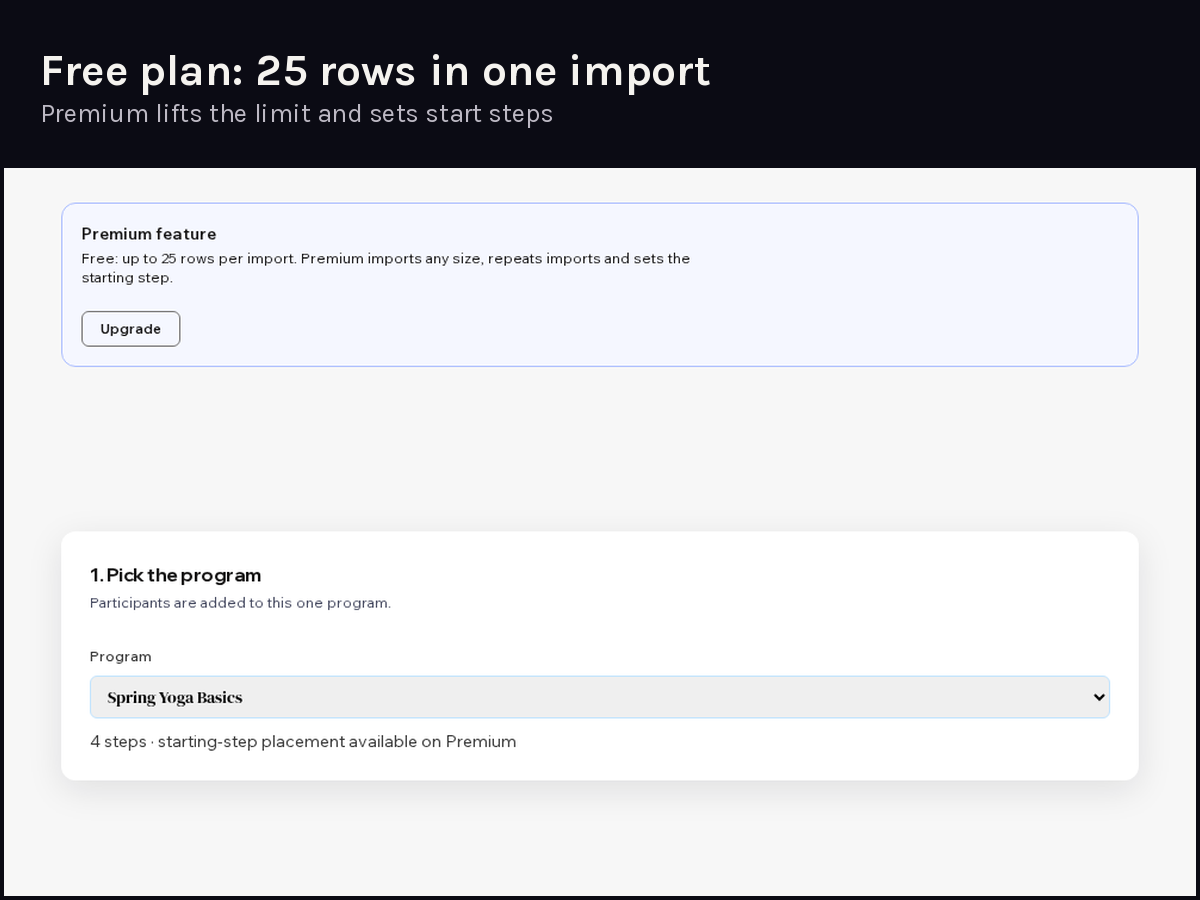 Free plan: 25 rows in one import
Premium lifts the limit and sets start steps
Premium feature
Free: up to 25 rows per import. Premium imports any size, repeats imports and sets the
starting step.
Upgrade
1. Pick the program
Participants are added to this one program.
Program
Spring Yoga Basics
4 steps · starting-step placement available on Premium